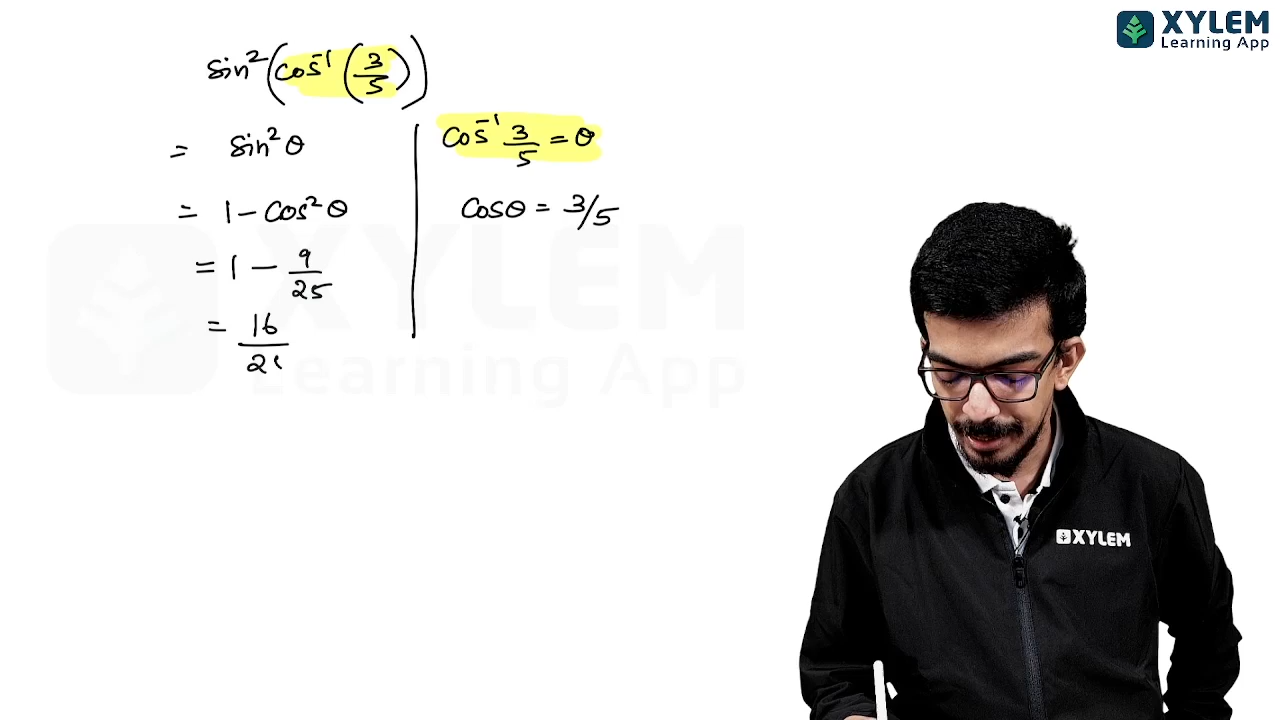 XYLEM
Learning App
sin²(cos⁻¹(3/5))
= sin²θ
= 1 - cos²θ
= 1 - 9/25
= 16/2
cos⁻¹ 3/5 = θ
cosθ = 3/5
XYLEM
Learning App
XYLEM